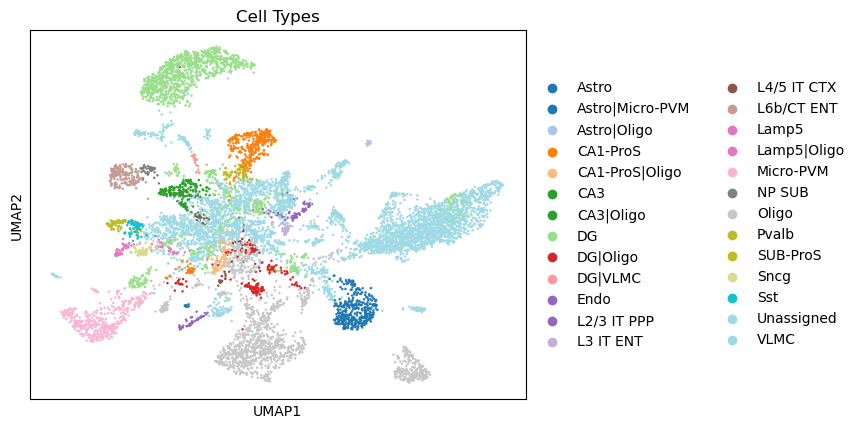 Cell Types
UMAP2
UMAP1
Astro
Astro|Micro-PVM
Astro|Oligo
CA1-ProS
CA1-ProS|Oligo
CA3
CA3|Oligo
DG
DG|Oligo
DG|VLMC
Endo
L2/3 IT PPP
L3 IT ENT
L4/5 IT CTX
L6b/CT ENT
Lamp5
Lamp5|Oligo
Micro-PVM
NP SUB
Oligo
Pvalb
SUB-ProS
Sncg
Sst
Unassigned
VLMC